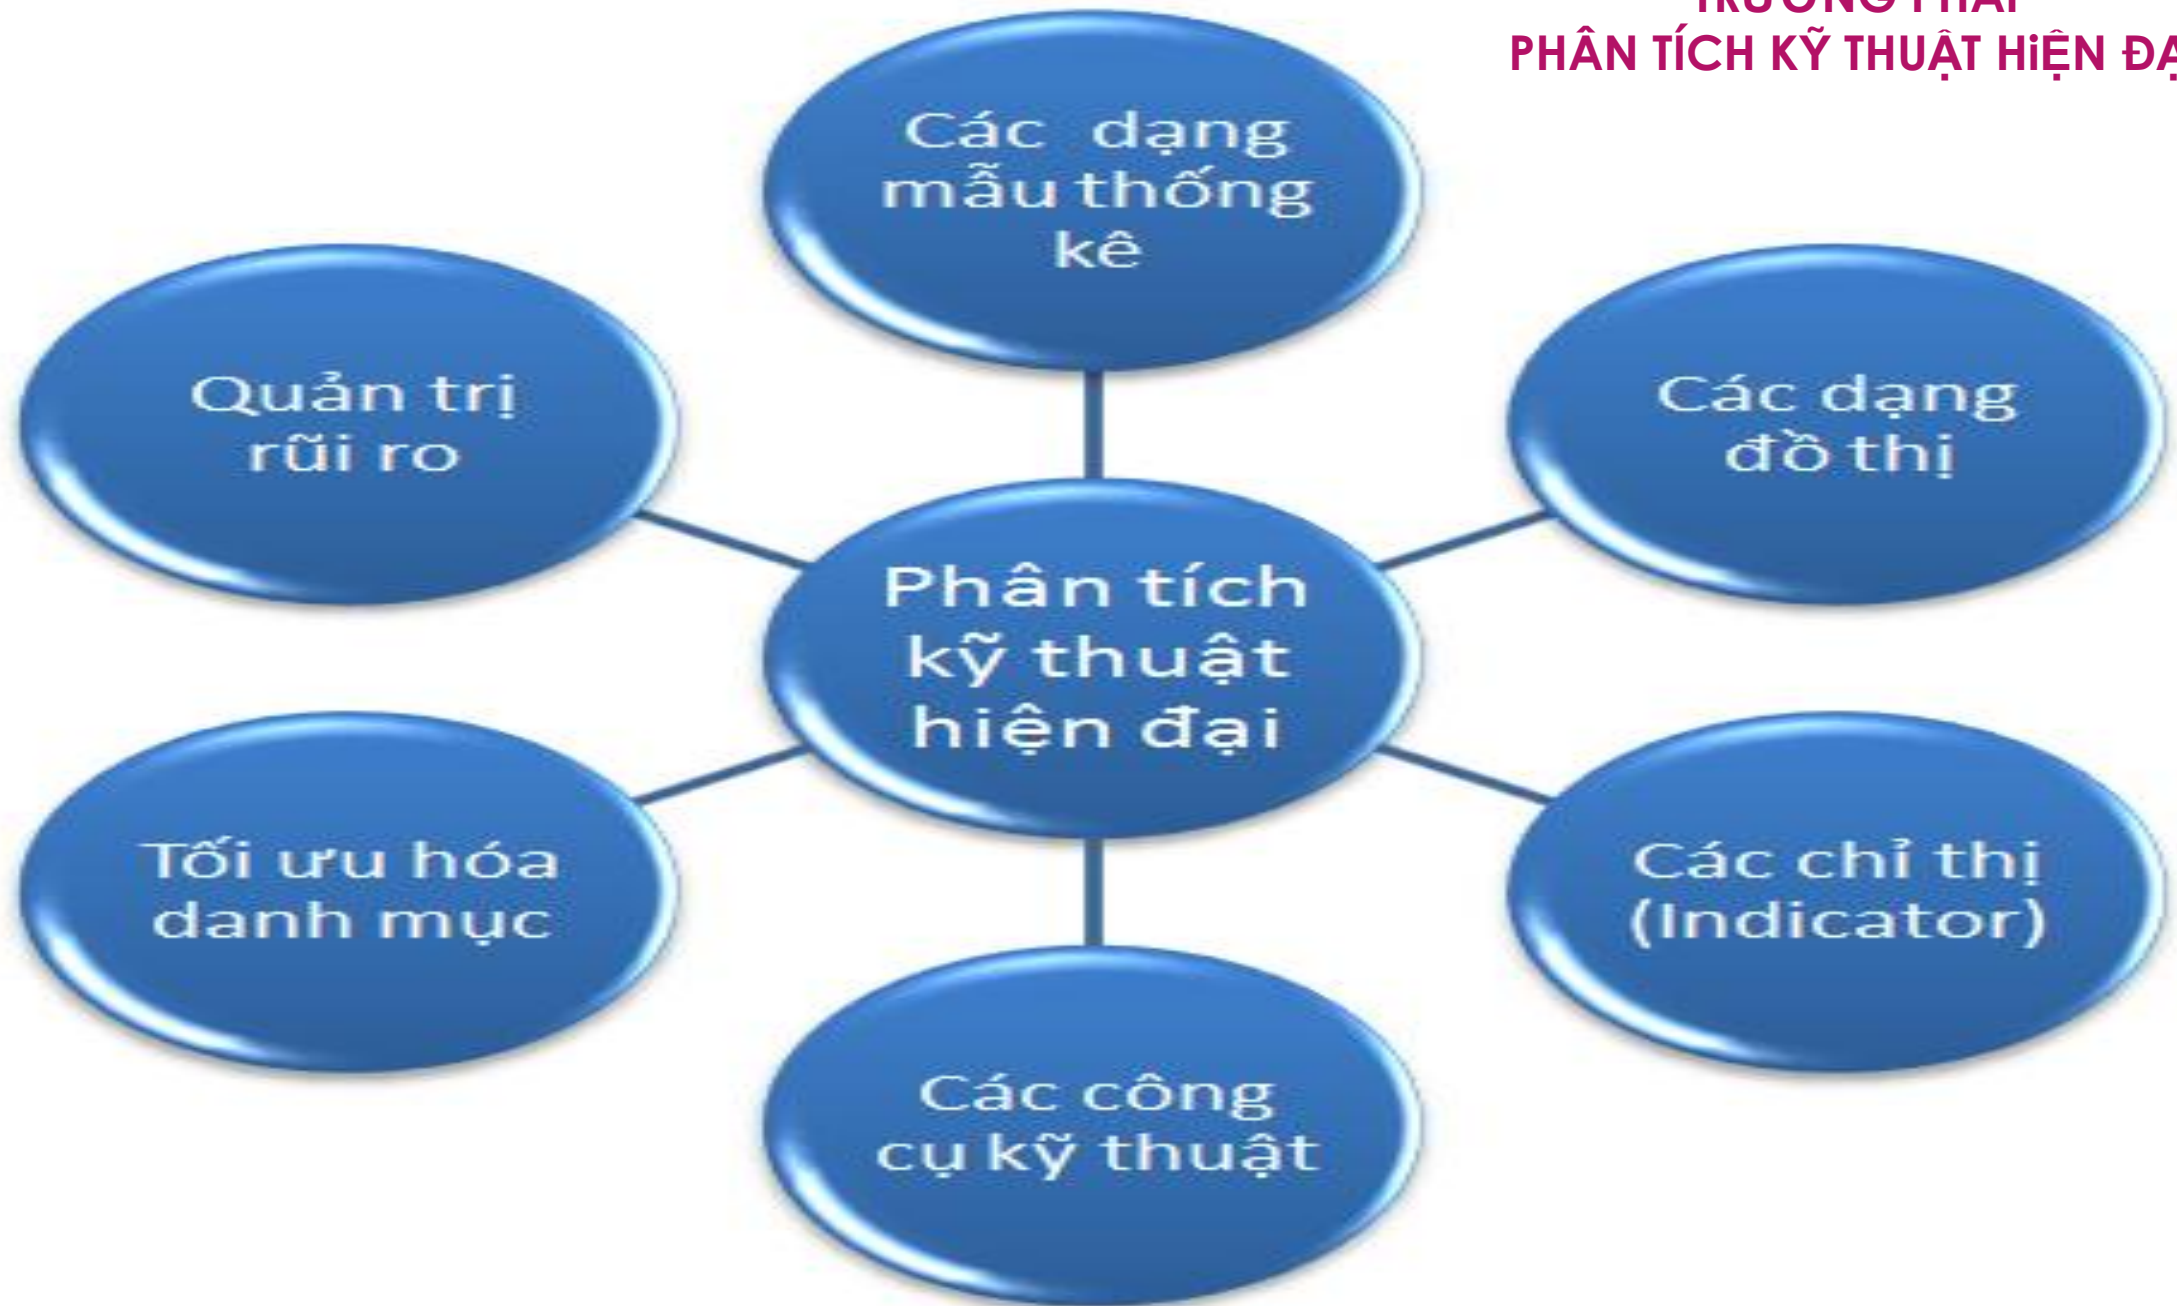 TRƯỜNG PHÁI
PHÂN TÍCH KỸ THUẬT HiỆN ĐẠ
Các dạng
mẫu thống
kê
Các dạng
đồ thị
Các chỉ thị
(Indicator)
Các công
cụ kỹ thuật
Tối ưu hóa
danh mục
Quản trị
rũi ro
Phân tích
kỹ thuật
hiện đại